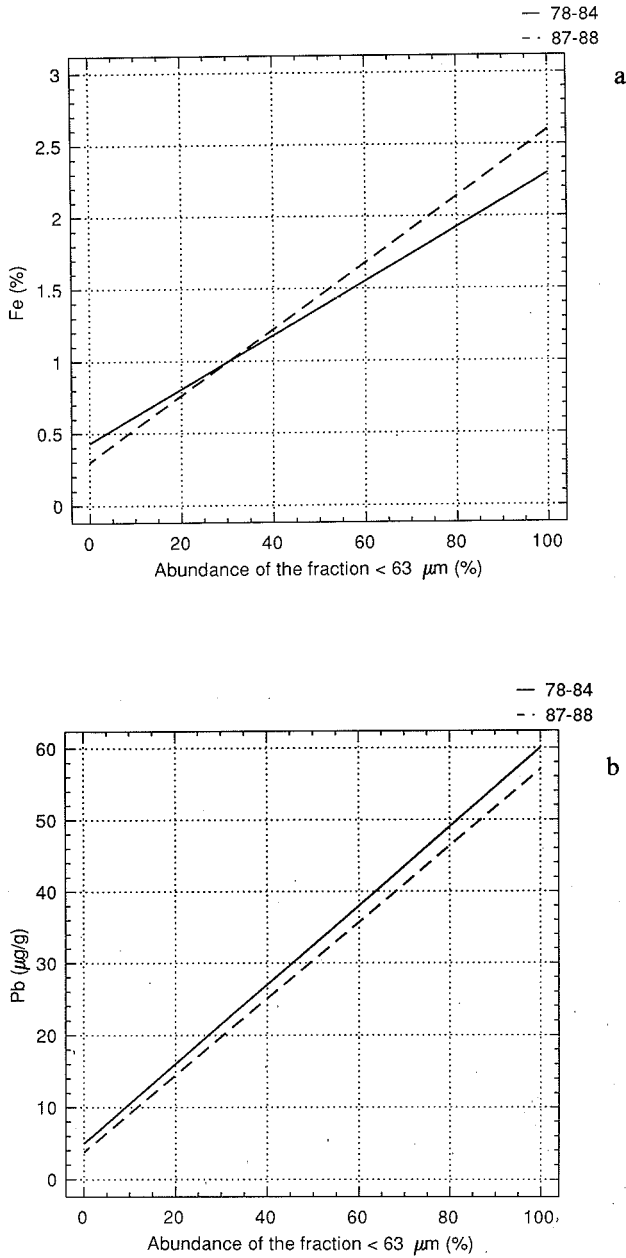 — 78-84
-- 87-88
a
3
2.5
2
1.5
1
0.5
0
Fe (%)
0 20 40 60 80 100
Abundance of the fraction < 63 μm (%)
— 78-84
-- 87-88
b
60
50
40
30
20
10
0
Pb (μg/g)
0 20 40 60 80 100
Abundance of the fraction < 63 μm (%)